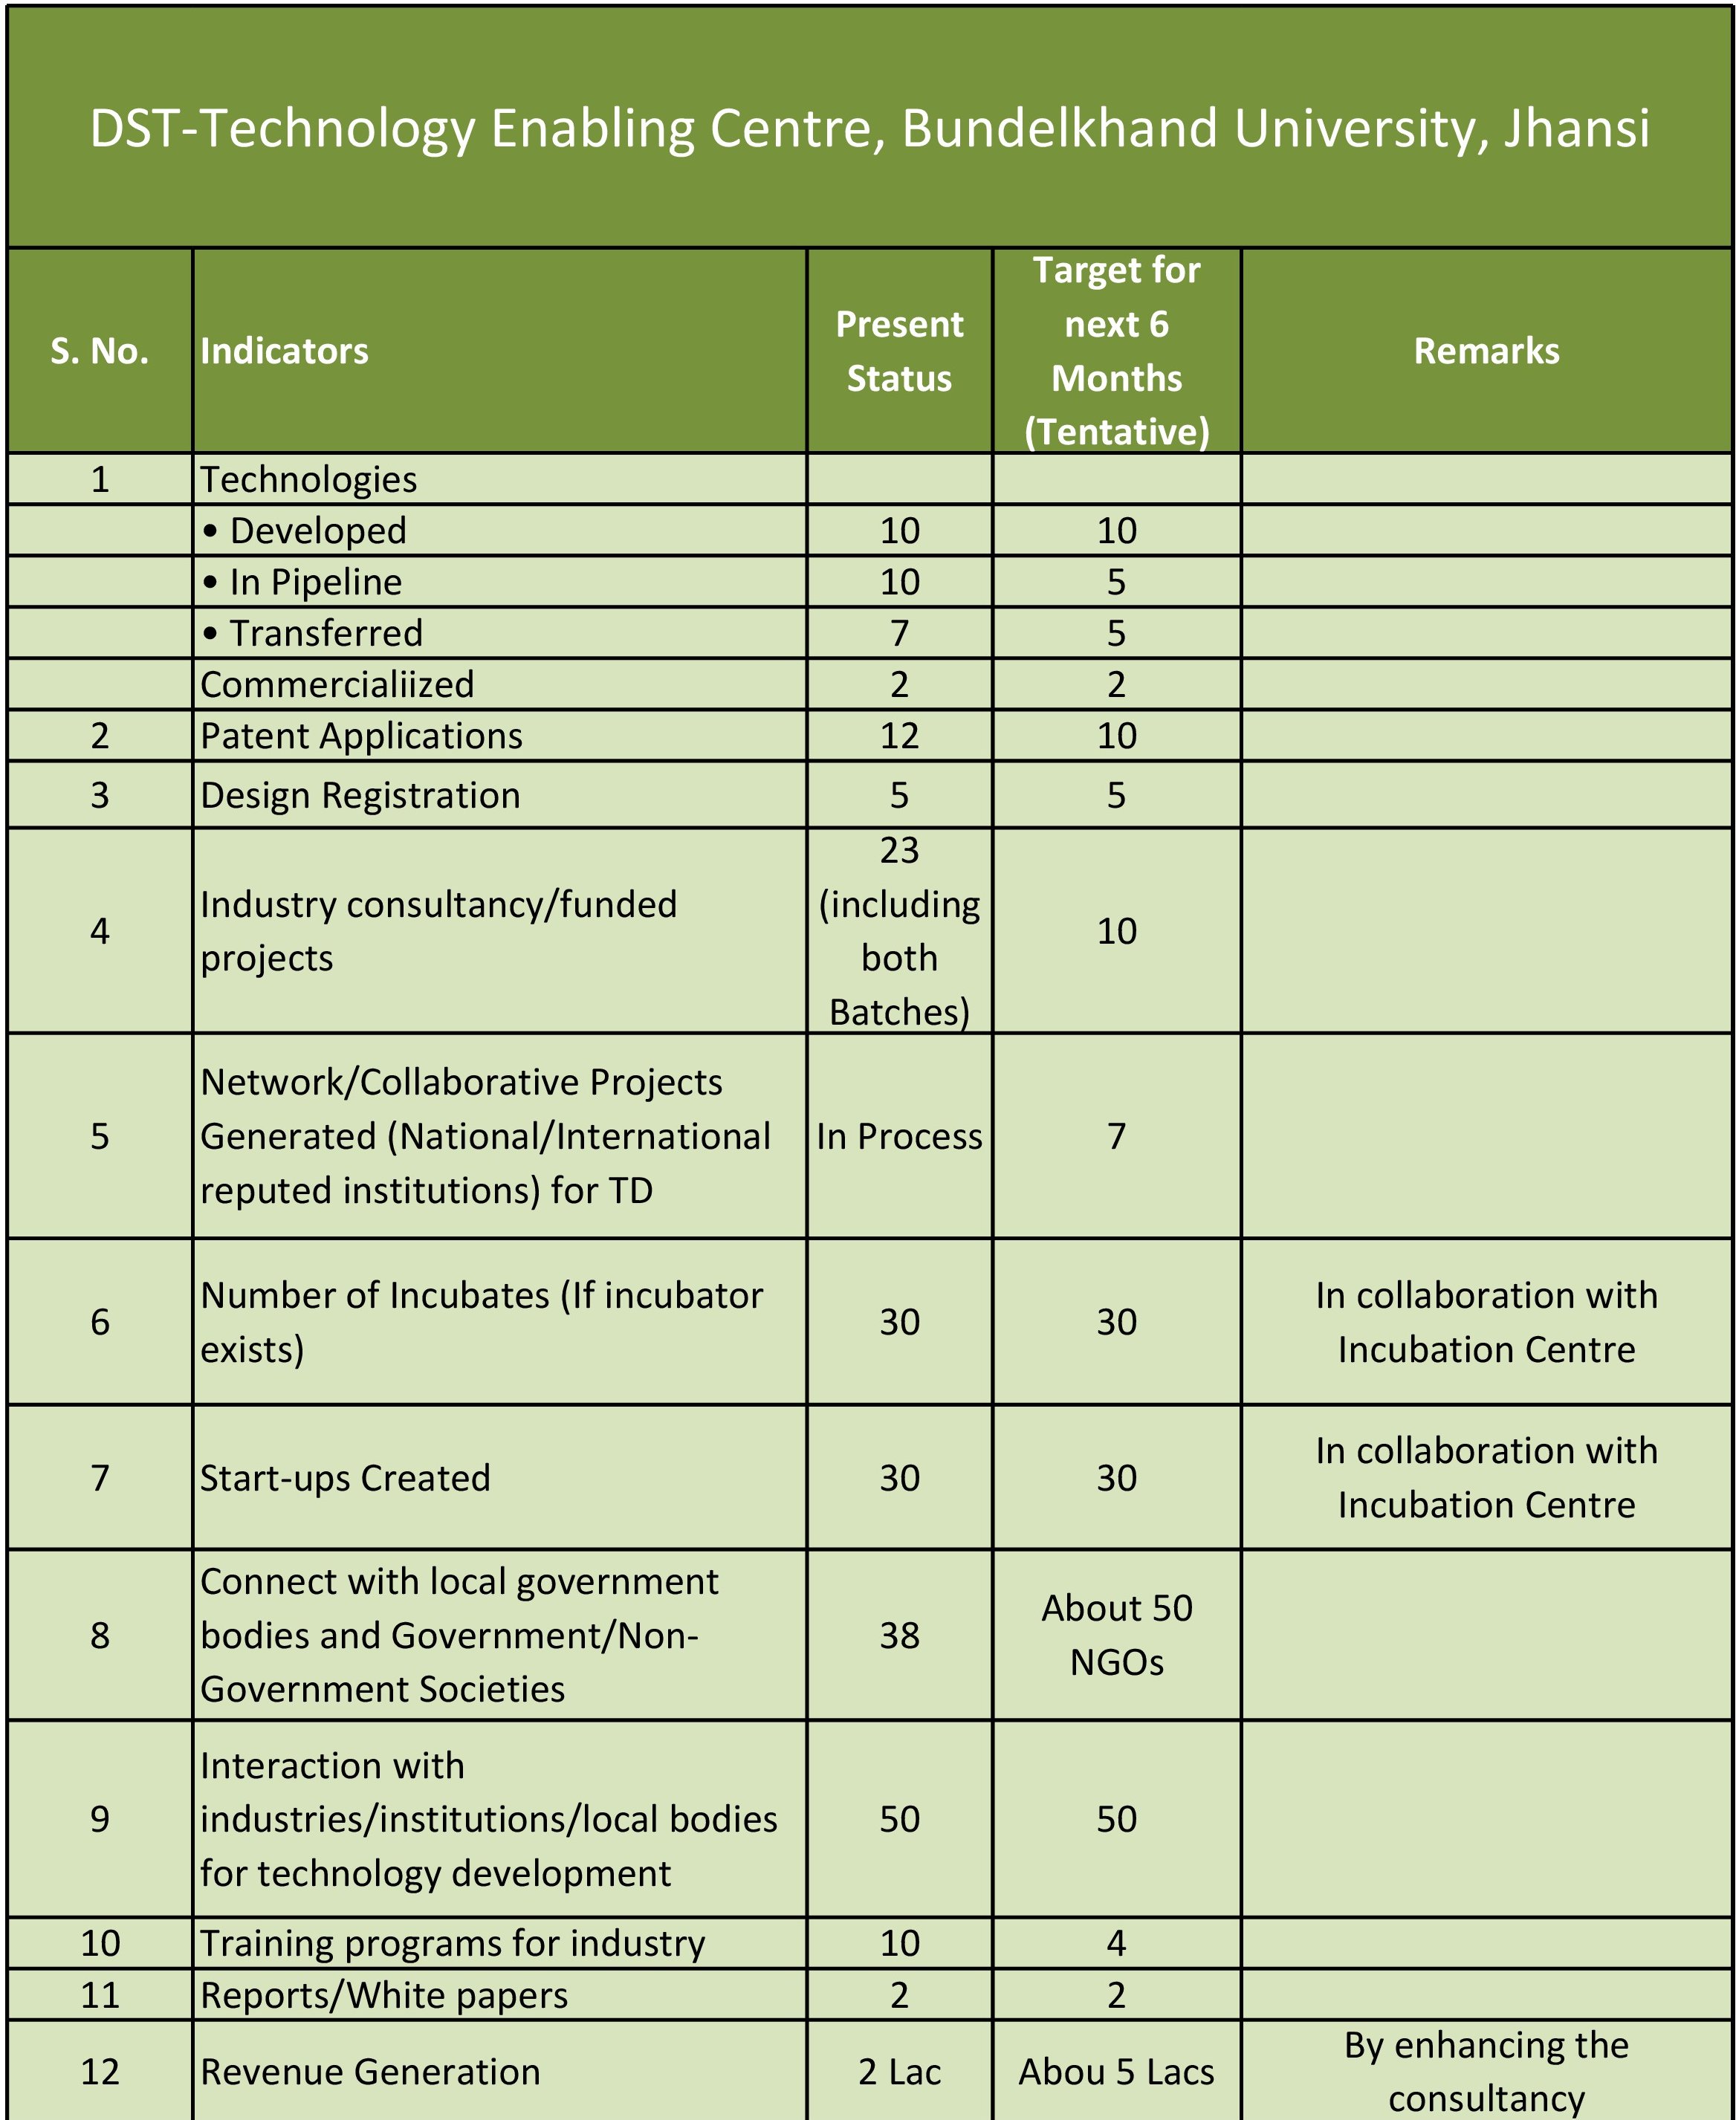 DST-Technology Enabling Centre, Bundelkhand University, Jhansi
S. No. Indicators Present Status Target for next 6 Months (Tentative) Remarks
1 Technologies
• Developed 10 10
• In Pipeline 10 5
• Transferred 7 5
Commercialiized 2 2
2 Patent Applications 12 10
3 Design Registration 5 5
4 Industry consultancy/funded projects 23 (including both Batches) 10
5 Network/Collaborative Projects Generated (National/International reputed institutions) for TD In Process 7
6 Number of Incubates (If incubator exists) 30 30 In collaboration with Incubation Centre
7 Start-ups Created 30 30 In collaboration with Incubation Centre
8 Connect with local government bodies and Government/Non-Government Societies 38 About 50 NGOs
9 Interaction with industries/institutions/local bodies for technology development 50 50
10 Training programs for industry 10 4
11 Reports/White papers 2 2
12 Revenue Generation 2 Lac Abou 5 Lacs By enhancing the consultancy